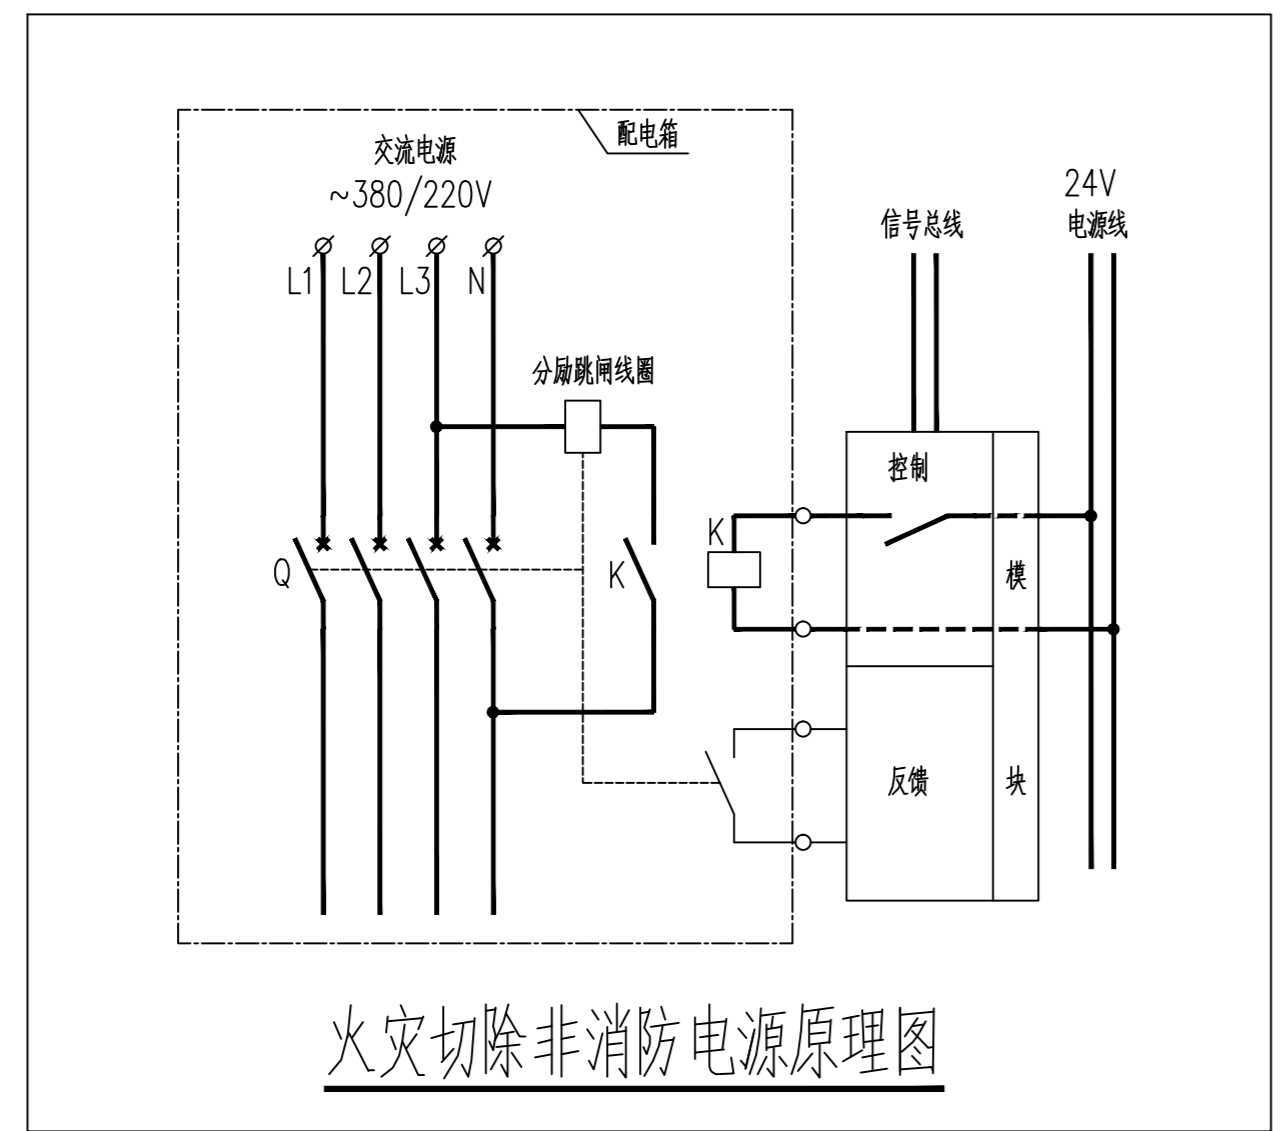 配电箱
交流电源
~380/220V
L1 L2 L3 N
24V
电源线
信号总线
分励跳闸线圈
控制
K
Q
K
模
反馈
块
火灾切除非消防电源原理图